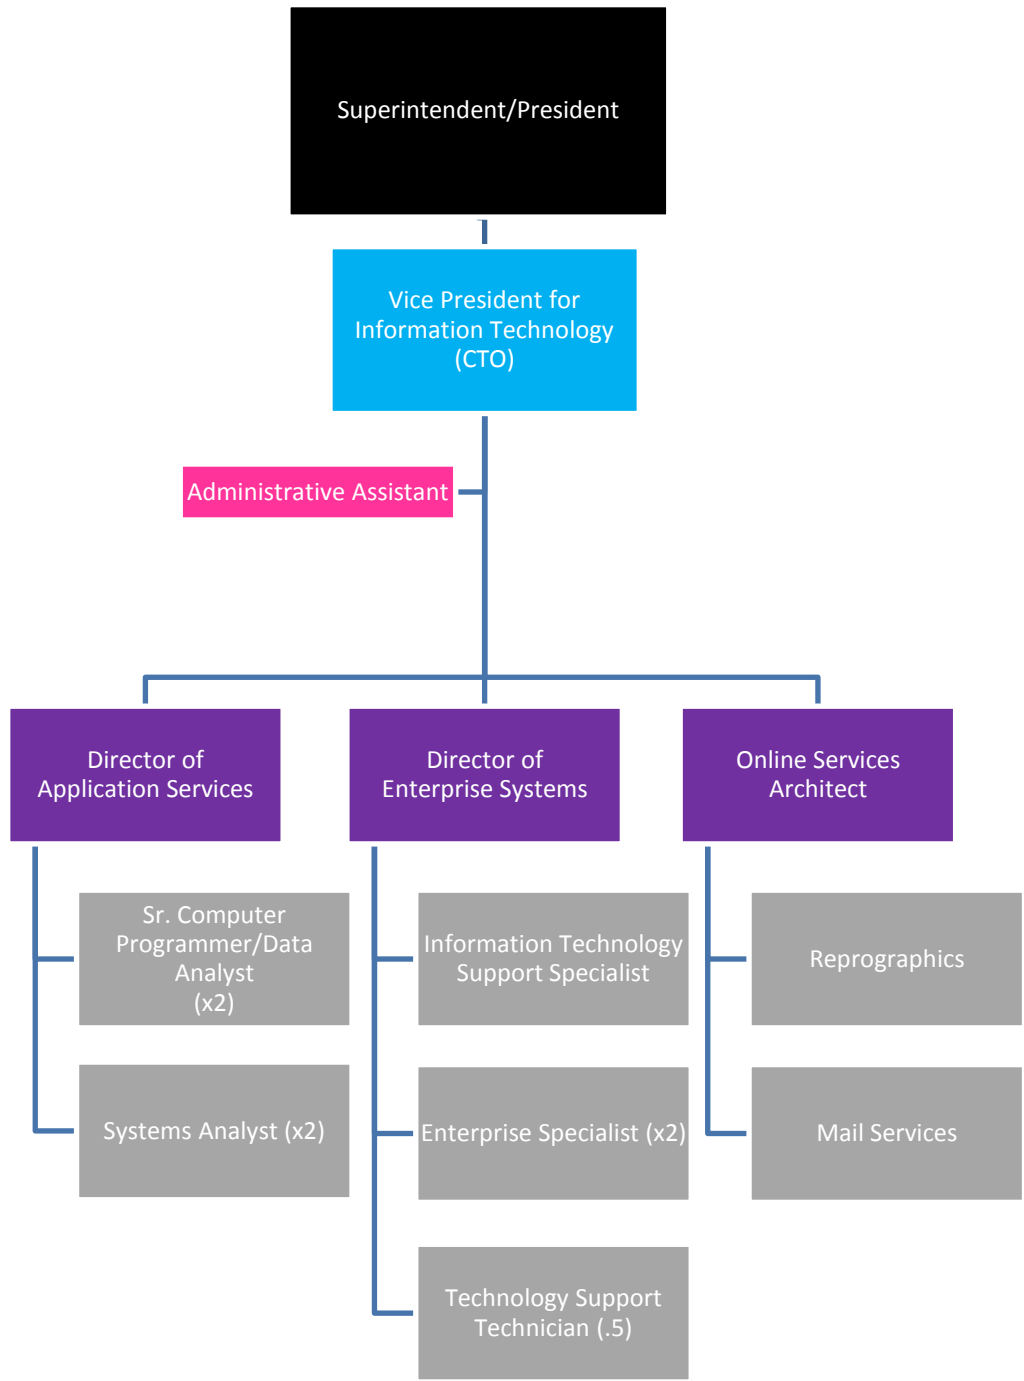 Superintendent/President
Vice President for
Information Technology
(CTO)
Administrative Assistant
Director of
Application Services
Director of
Enterprise Systems
Online Services
Architect
Sr. Computer
Programmer/Data
Analyst
(x2)
Information Technology
Support Specialist
Reprographics
Systems Analyst (x2)
Enterprise Specialist (x2)
Mail Services
Technology Support
Technician (.5)